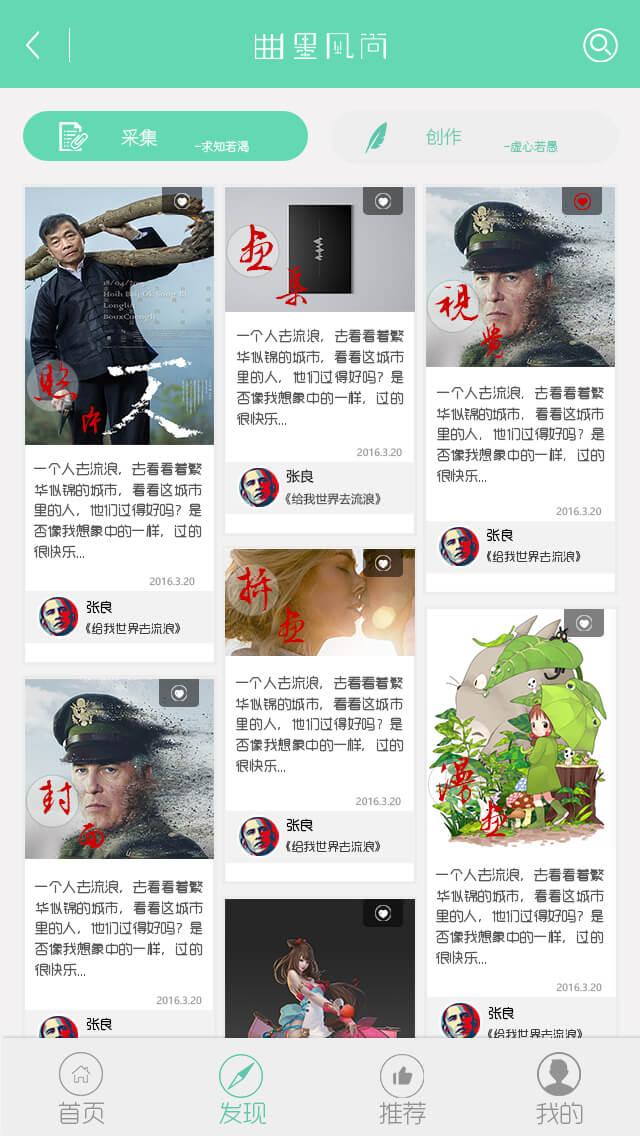 曲墨风尚
采集
-求知若渴
创作
-虚心若愚
18/04/20
照片
天
一个人去流浪，去看看着繁
华似锦的城市，看看这城市
里的人，他们过得好吗？是
否像我想象中的一样，过的
很快乐...
2016.3.20
张良
《给我世界去流浪》
封面
一个人去流浪，去看看着繁
华似锦的城市，看看这城市
里的人，他们过得好吗？是
否像我想象中的一样，过的
很快乐...
2016.3.20
张良
画集
一个人去流浪，去看看着繁
华似锦的城市，看看这城市
里的人，他们过得好吗？是
否像我想象中的一样，过的
很快乐...
2016.3.20
张良
《给我世界去流浪》
拼画
一个人去流浪，去看看着繁
华似锦的城市，看看这城市
里的人，他们过得好吗？是
否像我想象中的一样，过的
很快乐...
2016.3.20
张良
《给我世界去流浪》
視觉
一个人去流浪，去看看着繁
华似锦的城市，看看这城市
里的人，他们过得好吗？是
否像我想象中的一样，过的
很快乐...
2016.3.20
张良
《给我世界去流浪》
漫画
一个人去流浪，去看看着繁
华似锦的城市，看看这城市
里的人，他们过得好吗？是
否像我想象中的一样，过的
很快乐...
2016.3.20
张良
《给我世界去流浪》
首页
发现
推荐
我的